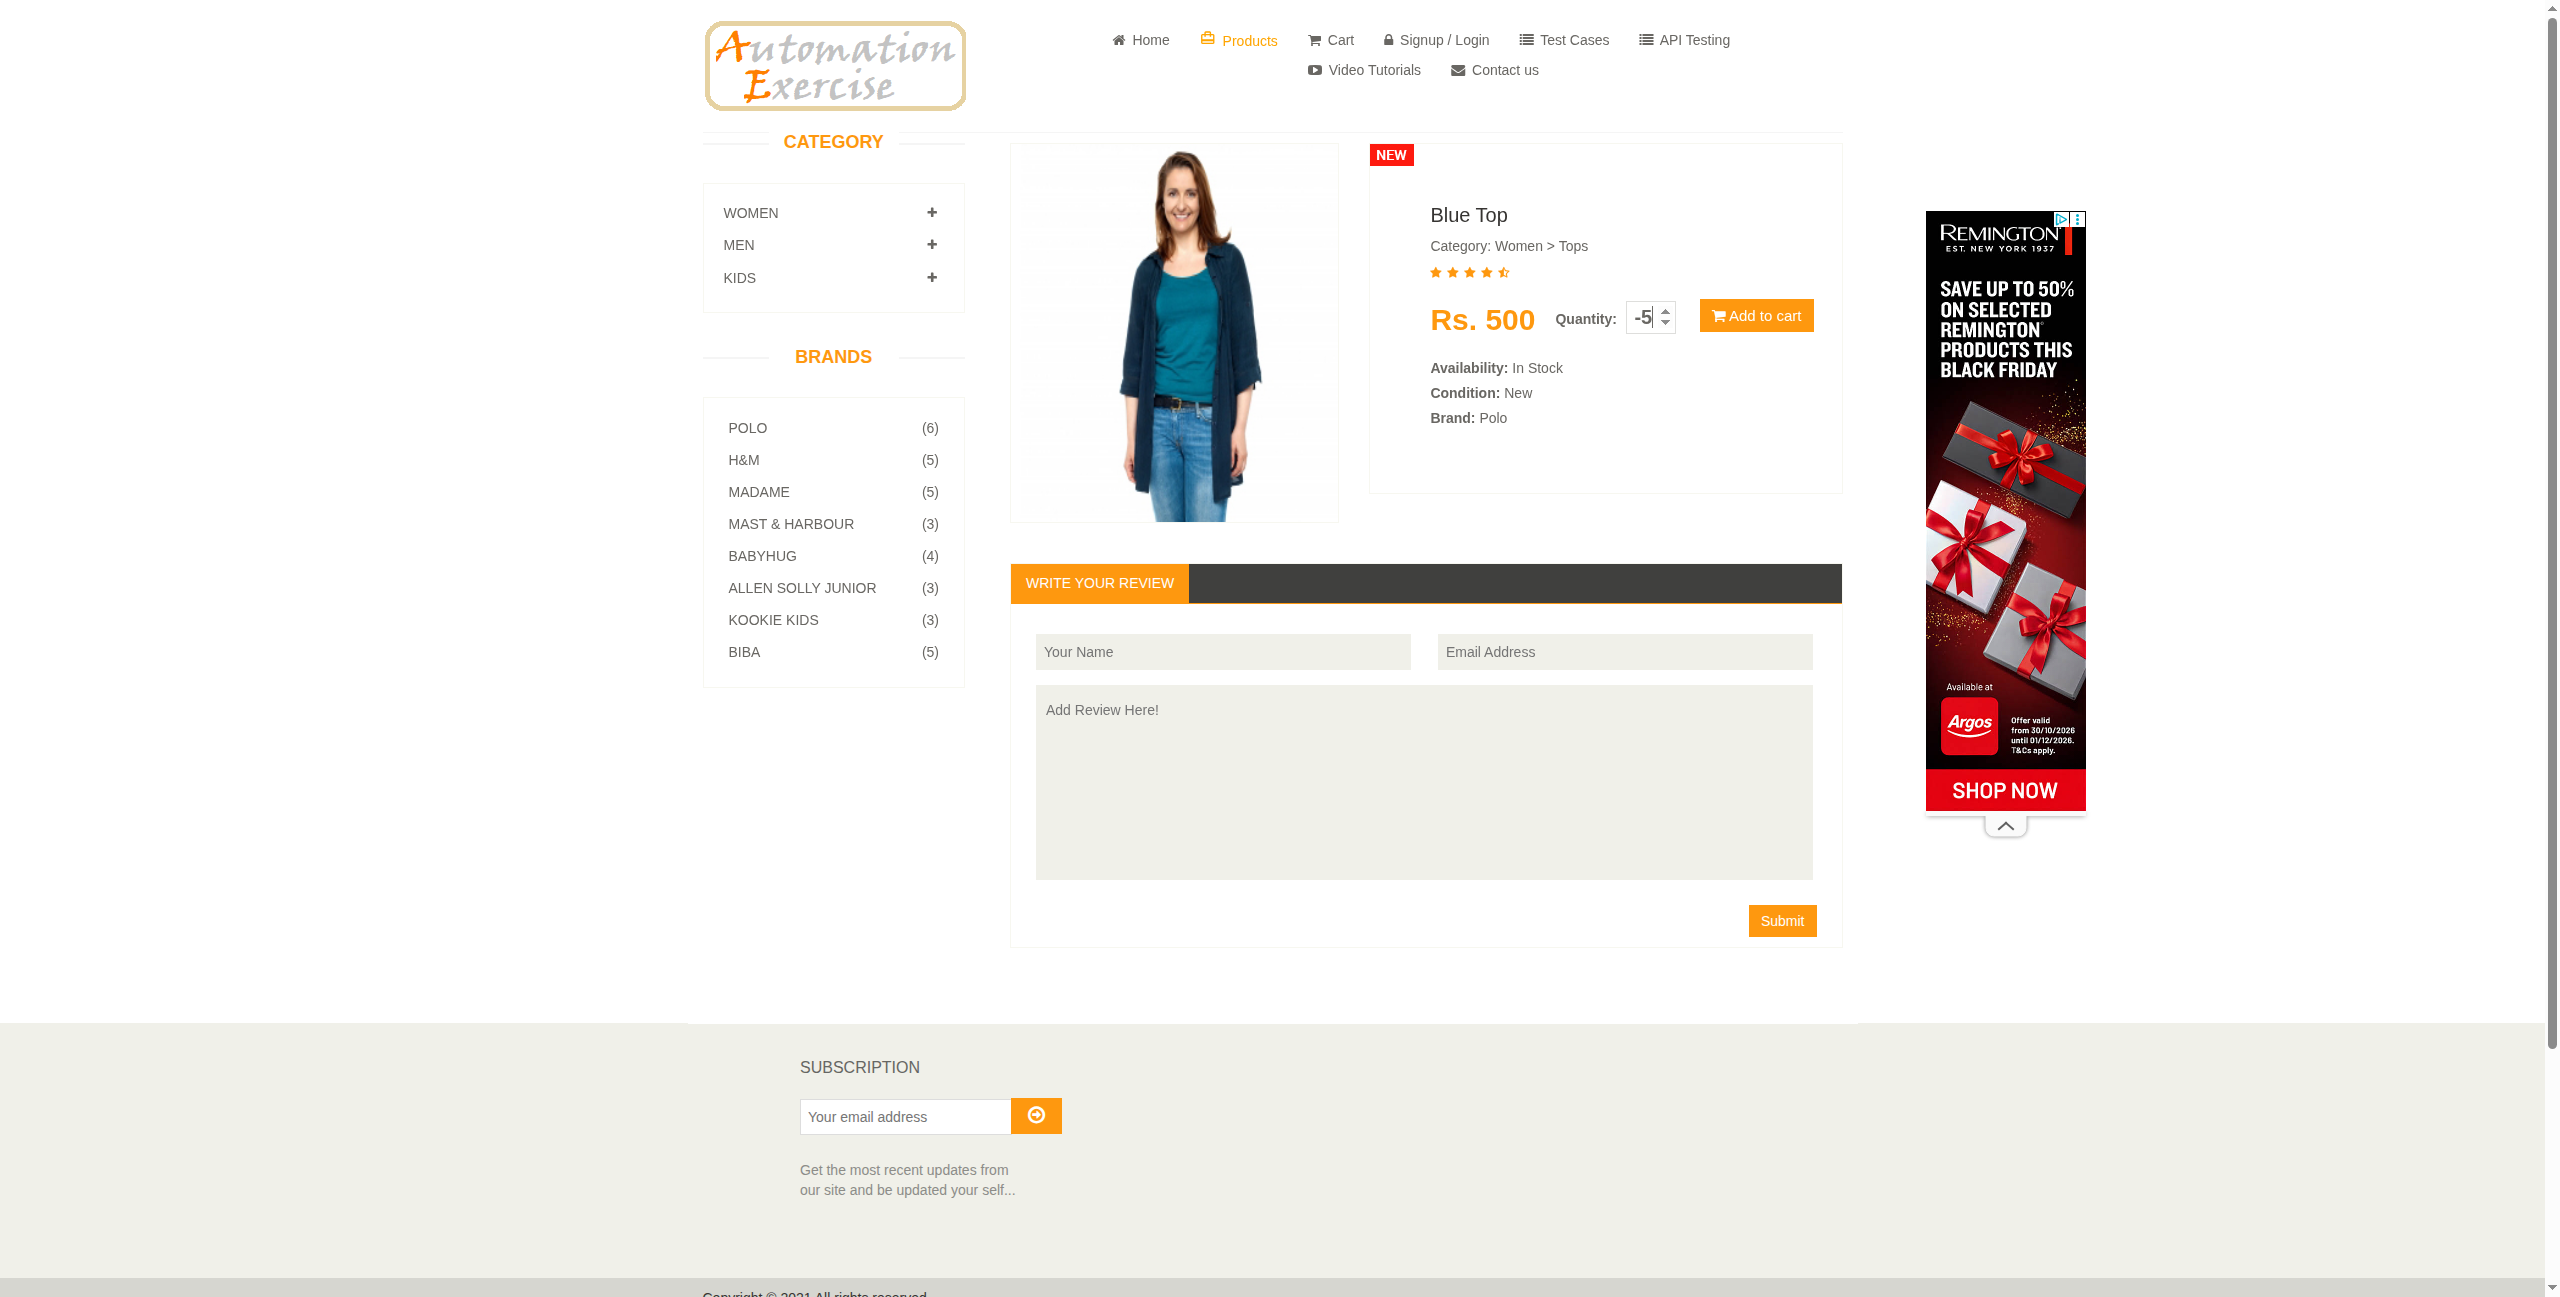 Automation
Exercise
Home
Products
Cart
Signup / Login
Test Cases
API Testing
Video Tutorials
Contact us
CATEGORY
WOMEN
MEN
KIDS
BRANDS
POLO (6)
H&M (5)
MADAME (5)
MAST & HARBOUR (3)
BABYHUG (4)
ALLEN SOLLY JUNIOR (3)
KOOKIE KIDS (3)
BIBA (5)
NEW
Blue Top
Category: Women > Tops
Rs. 500 Quantity: -5 Add to cart
Availability: In Stock
Condition: New
Brand: Polo
WRITE YOUR REVIEW
Your Name
Email Address
Add Review Here!
Submit
REMINGTON
EST. NEW YORK 1937
SAVE UP TO 50%
ON SELECTED
REMINGTON®
PRODUCTS THIS
BLACK FRIDAY
Available at
Argos
Offer valid
from 30/10/2026
until 01/12/2026.
T&Cs apply.
SHOP NOW
SUBSCRIPTION
Your email address
Get the most recent updates from
our site and be updated your self...
Copyright © 2021 All rights reserved